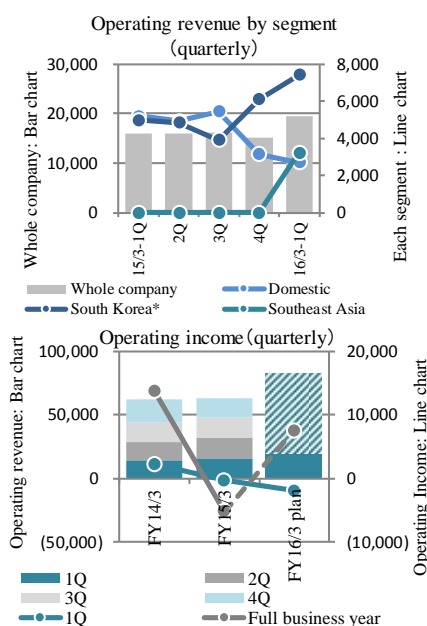 Operating revenue by segment
(quarterly)
Whole company: Bar chart
30,000
20,000
10,000
0
8,000
6,000
4,000
2,000
0
Each segment : Line chart
15/3-1Q
2Q
3Q
4Q
16/3-1Q
Whole company
Domestic
South Korea*
Southeast Asia
Operating income(quarterly)
Operating revenue: Bar chart
100,000
50,000
0
(50,000)
20,000
10,000
0
(10,000)
Operating Income: Line chart
FY14/3
FY15/3
FY16/3 plan
1Q
2Q
3Q
4Q
1Q
Full business year